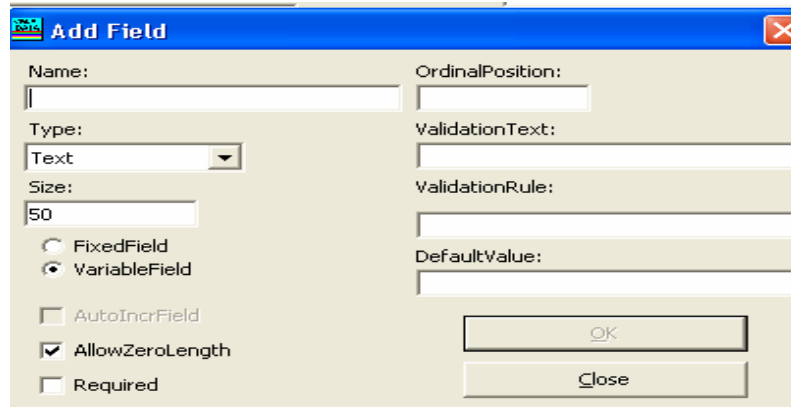 Add Field
Name:
OrdinalPosition:
Type:
ValidationText:
Text
Size:
ValidationRule:
50
FixedField
DefaultValue:
VariableField
AutoIncrField
OK
AllowZeroLength
Close
Required